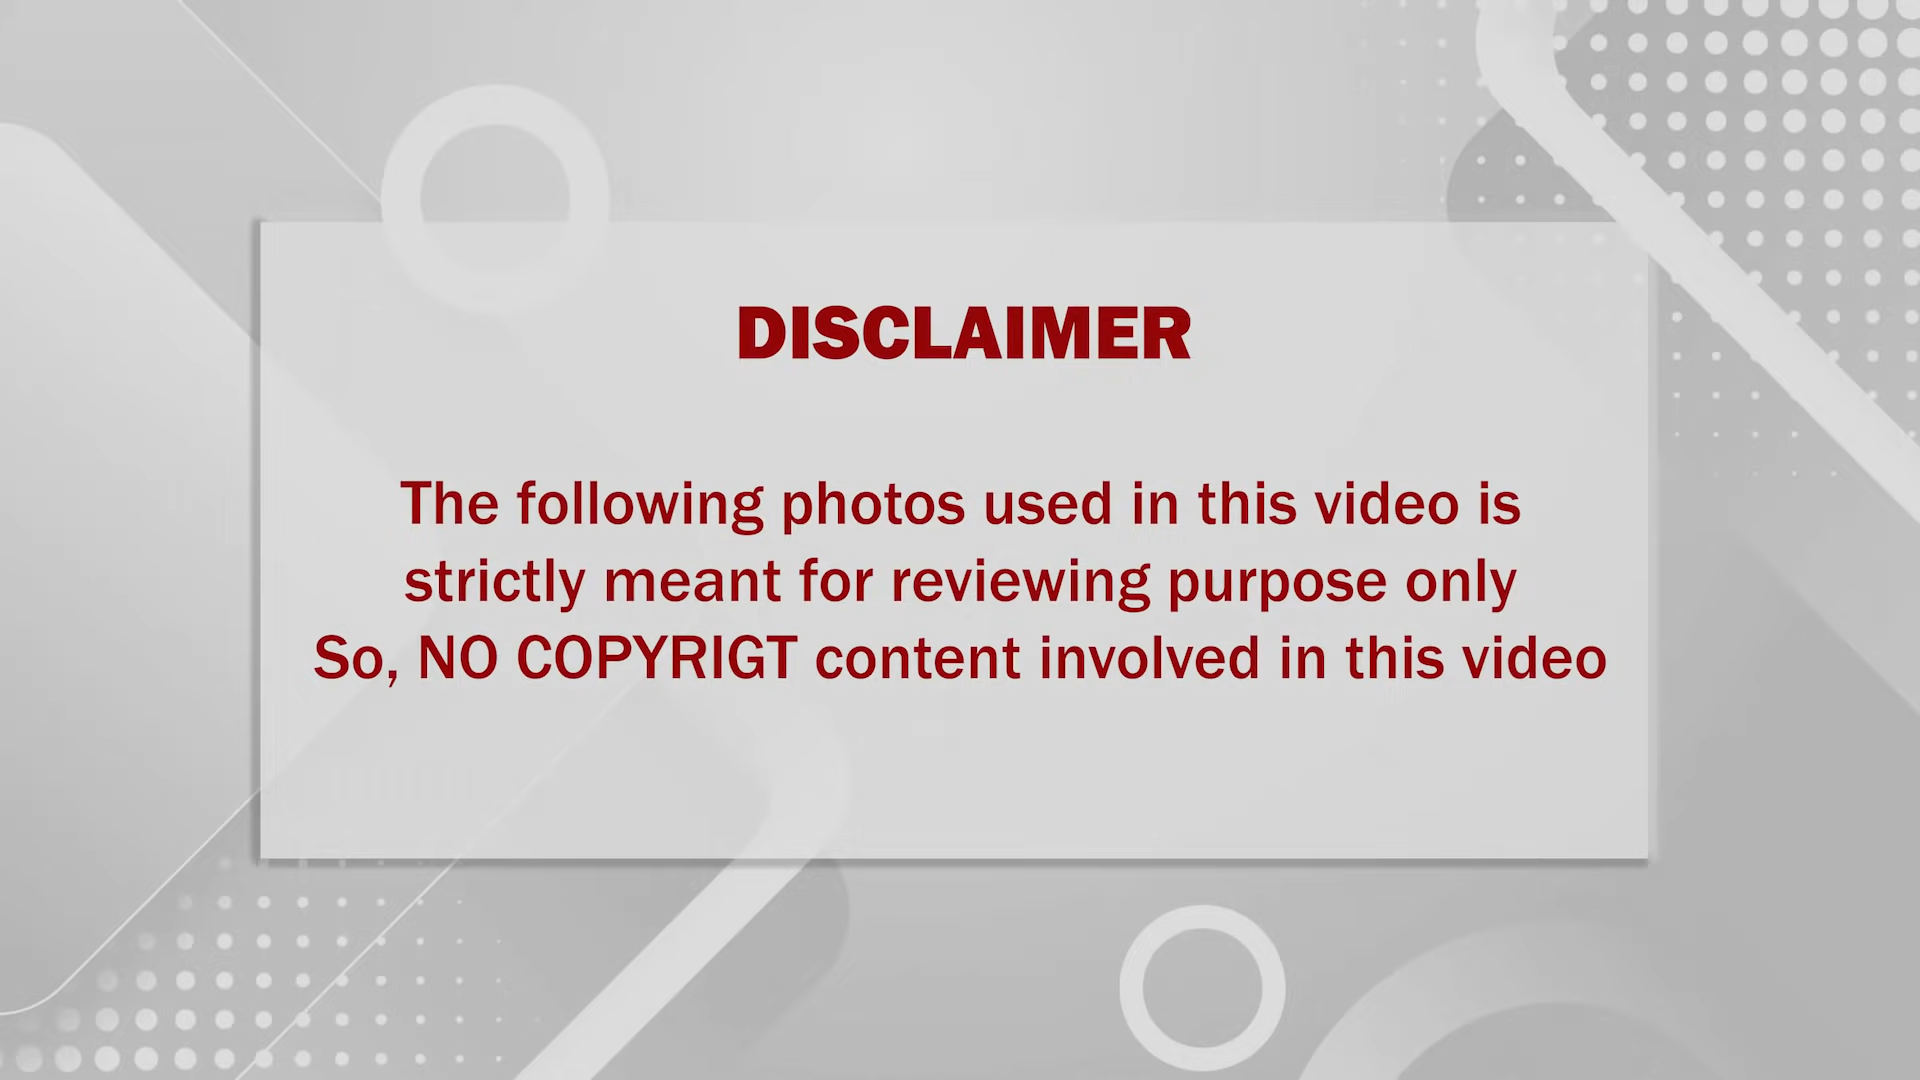 DISCLAIMER
The following photos used in this video is
strictly meant for reviewing purpose only
So, NO COPYRIGT content involved in this video